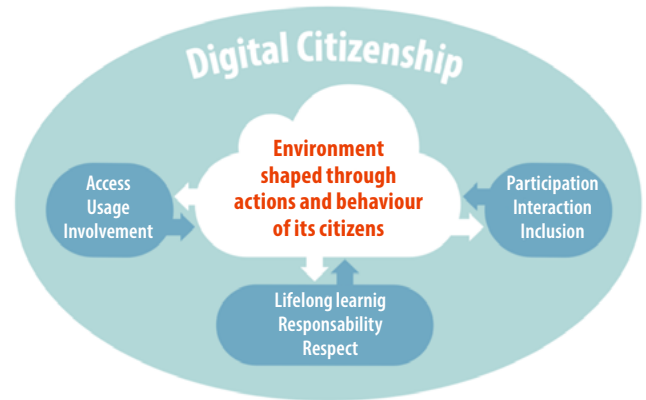 Digital Citizenship
Environment
shaped through
actions and behaviour
of its citizens
Access
Usage
Involvement
Participation
Interaction
Inclusion
Lifelong learnig
Responsability
Respect